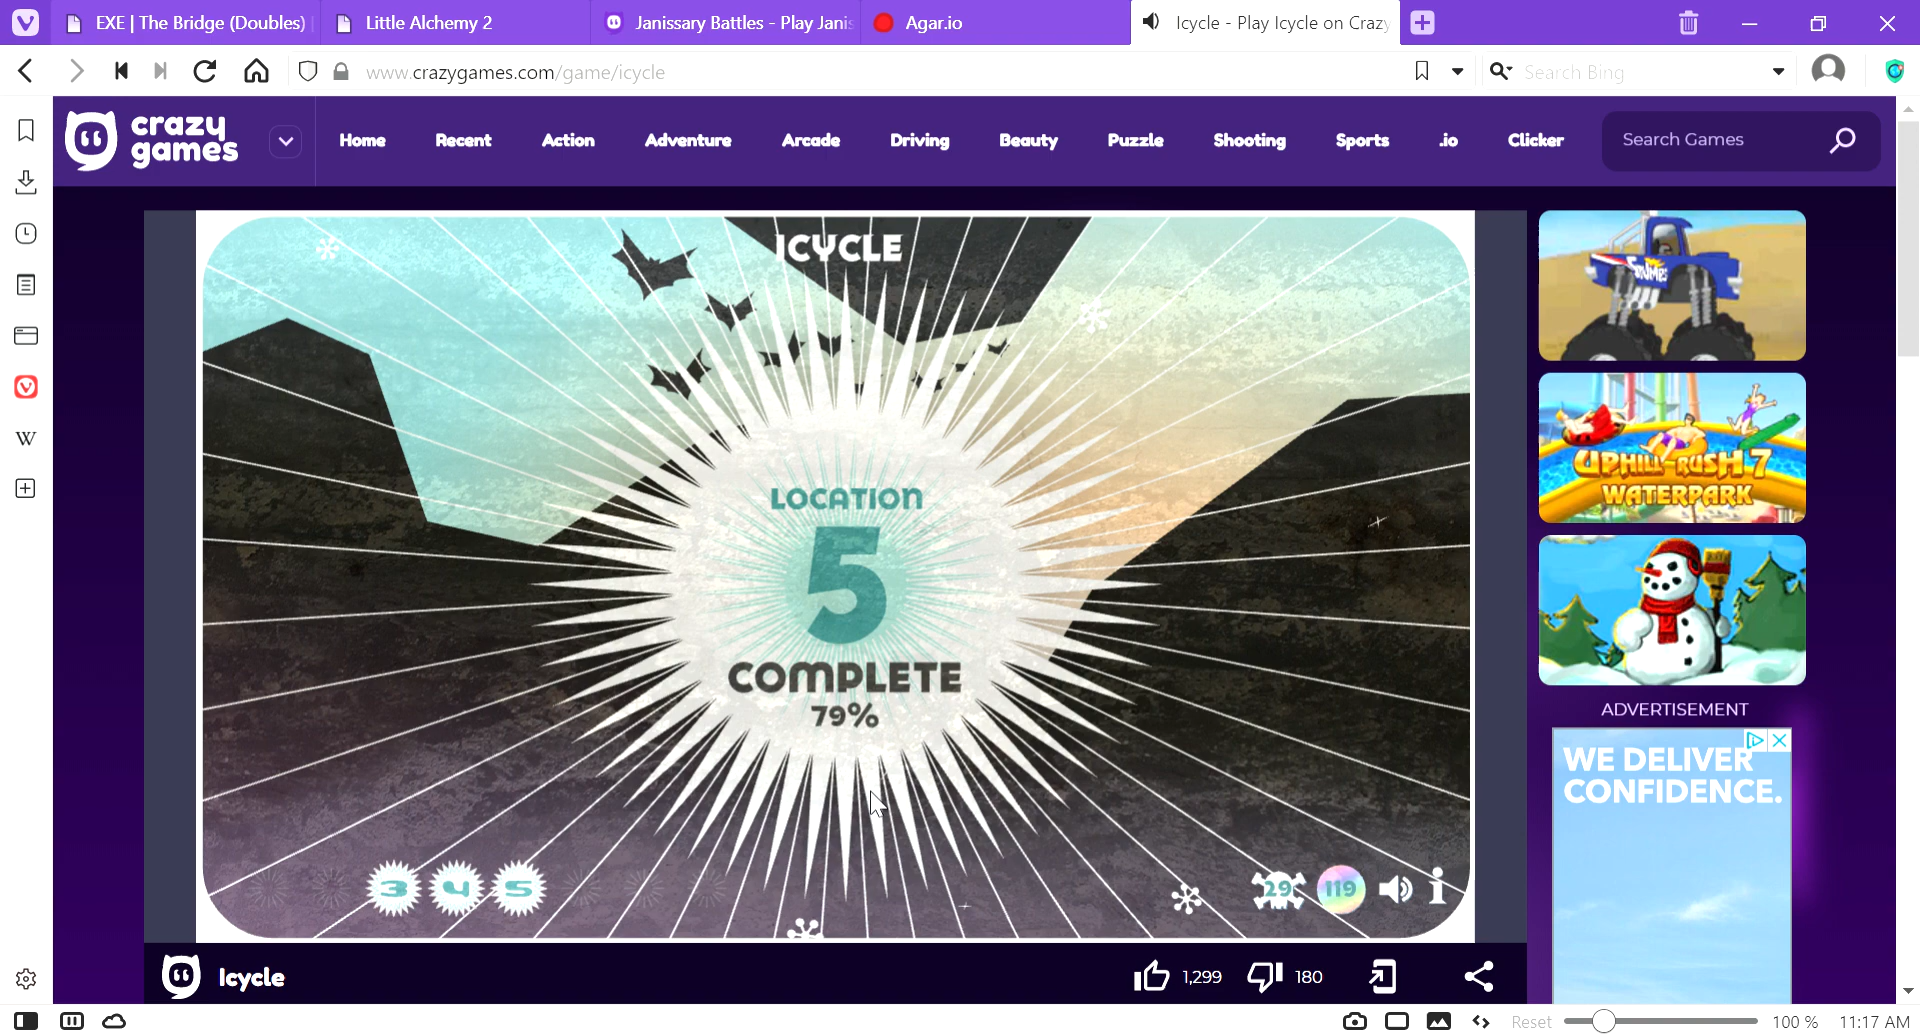 EXE | The Bridge (Doubles) |
Little Alchemy 2
Janissary Battles - Play Janis
Agar.io
Icycle - Play Icycle on Crazy
www.crazygames.com/game/icycle
Search Bing
crazy
games
Home
Recent
Action
Adventure
Arcade
Driving
Beauty
Puzzle
Shooting
Sports
.io
Clicker
Search Games
W
ICYCLE
LOCATION
5
COMPLETE
79%
3
4
5
29
119
i
UPHILL RUSH 7
WATERPARK
ADVERTISEMENT
WE DELIVER
CONFIDENCE.
Icycle
1,299
180
Reset
100 %
11:17 AM